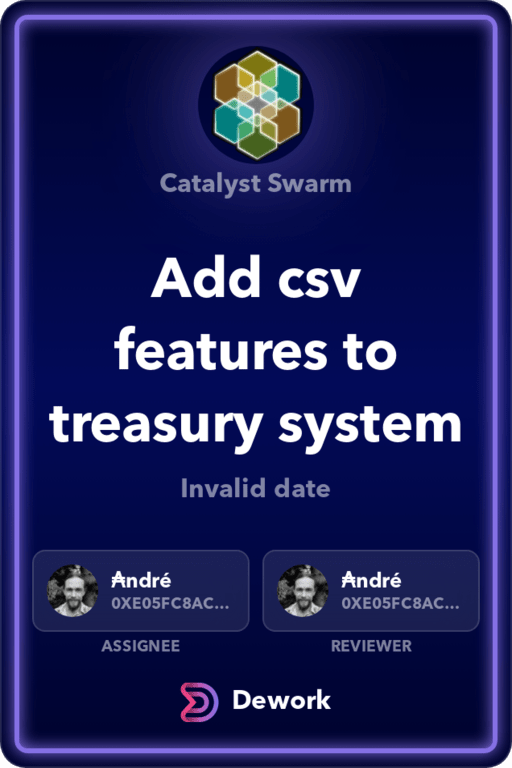 Catalyst Swarm
Add csv
features to
treasury system
Invalid date
₳ndré
0XE05FC8AC...
₳ndré
0XE05FC8AC...
ASSIGNEE
REVIEWER
Dework